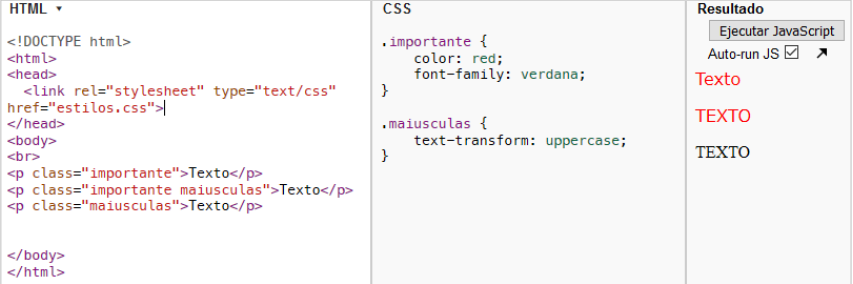 HTML ▾
<!DOCTYPE html>
<html>
<head>
  <link rel="stylesheet" type="text/css"
href="estilos.css">
</head>
<body>
<br>
<p class="importante">Texto</p>
<p class="importante maiusculas">Texto</p>
<p class="maiusculas">Texto</p>
</body>
</html>
CSS
.importante {
    color: red;
    font-family: verdana;
}
.maiusculas {
    text-transform: uppercase;
}
Resultado
Ejecutar JavaScript
Auto-run JS
Texto
TEXTO
TEXTO